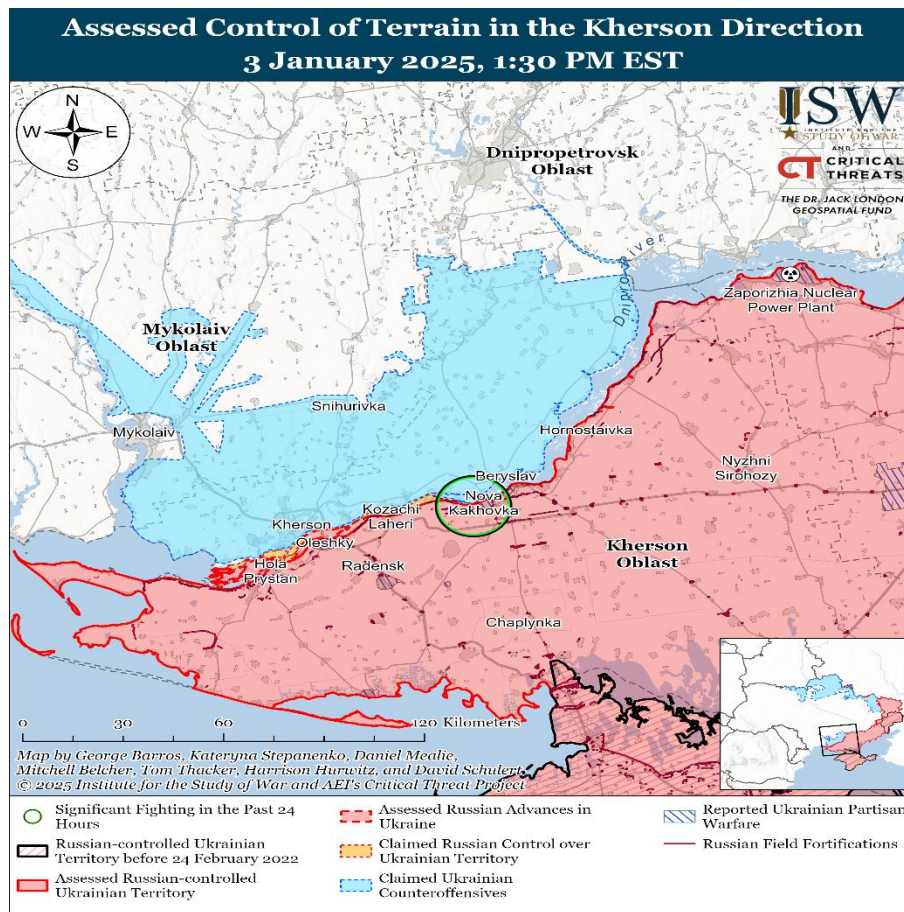 Assessed Control of Terrain in the Kherson Direction
3 January 2025, 1:30 PM EST
N
W E
S
ISW
INSTITUTE FOR THE
STUDY OF WAR
AND
CT CRITICAL
THREATS
THE DR. JACK LONDON
GEOSPATIAL FUND
Dnipropetrovsk
Oblast
Dnipro River
Zaporizhia Nuclear
Power Plant
Mykolaiv
Oblast
Snihurivka
Mykolaiv
Hornostaivka
Beryslav
Nyzhni
Sirohozy
Nova
Kakhovka
Kozachi
Laheri
Kherson
Oleshky
Kherson
Oblast
Hola
Prystan
Radensk
Chaplynka
0 30 60 120 Kilometers
Map by George Barros, Kateryna Stepanenko, Daniel Mealie,
Mitchell Belcher, Tom Thacker, Harrison Hurwitz, and David Schulert
© 2025 Institute for the Study of War and AEI's Critical Threat Project
Significant Fighting in the Past 24
Hours
Russian-controlled Ukrainian
Territory before 24 February 2022
Assessed Russian-controlled
Ukrainian Territory
Assessed Russian Advances in
Ukraine
Claimed Russian Control over
Ukrainian Territory
Claimed Ukrainian
Counteroffensives
Reported Ukrainian Partisan
Warfare
Russian Field Fortifications